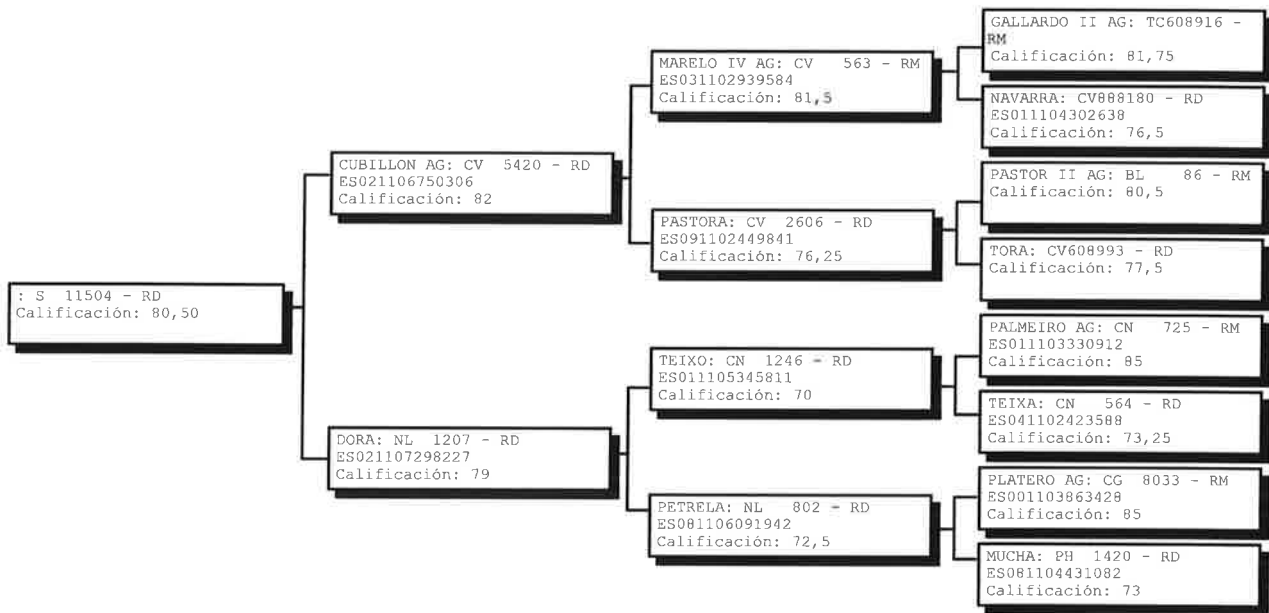 : S 11504 - RD
Calificación: 80,50
CUBILLON AG: CV 5420 - RD
ES021106750306
Calificación: 82
DORA: NL 1207 - RD
ES021107298227
Calificación: 79
MARELO IV AG: CV 563 - RM
ES031102939584
Calificación: 81,5
PASTORA: CV 2606 - RD
ES091102449841
Calificación: 76,25
TEIXO: CN 1246 - RD
ES011105345811
Calificación: 70
PETRELA: NL 802 - RD
ES081106091942
Calificación: 72,5
GALLARDO II AG: TC608916 -
RM
Calificación: 81,75
NAVARRA: CV888180 - RD
ES011104302638
Calificación: 76,5
PASTOR II AG: BL 86 - RM
Calificación: 80,5
TORA: CV608993 - RD
Calificación: 77,5
PALMEIRO AG: CN 725 - RM
ES011103330912
Calificación: 85
TEIXA: CN 564 - RD
ES041102423588
Calificación: 73,25
PLATERO AG: CG 8033 - RM
ES001103863428
Calificación: 85
MUCHA: PH 1420 - RD
ES081104431082
Calificación: 73